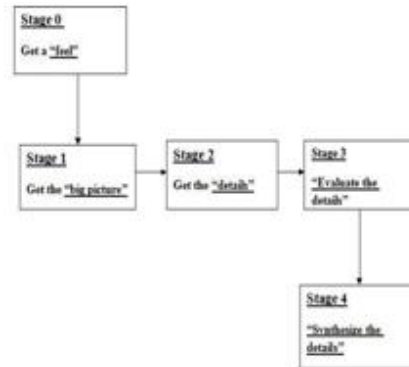 Stage 0
Get a “feel”
Stage 1
Get the “big picture”
Stage 2
Get the “details”
Stage 3
“Evaluate the
details”
Stage 4
“Synthesize the
details”